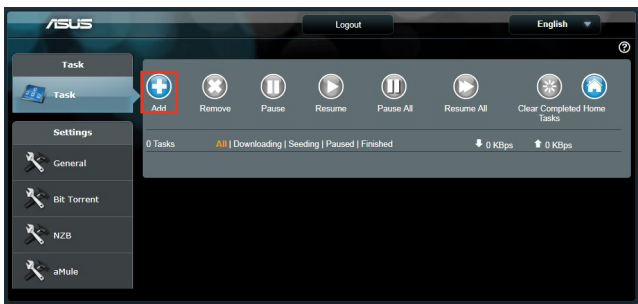 ASUS
Logout
English
Task
Task
Settings
General
Bit Torrent
NZB
aMule
Add
Remove
Pause
Resume
Pause All
Resume All
Clear Completed
Tasks
Home
0 Tasks
All | Downloading | Seeding | Paused | Finished
0 KBps
0 KBps